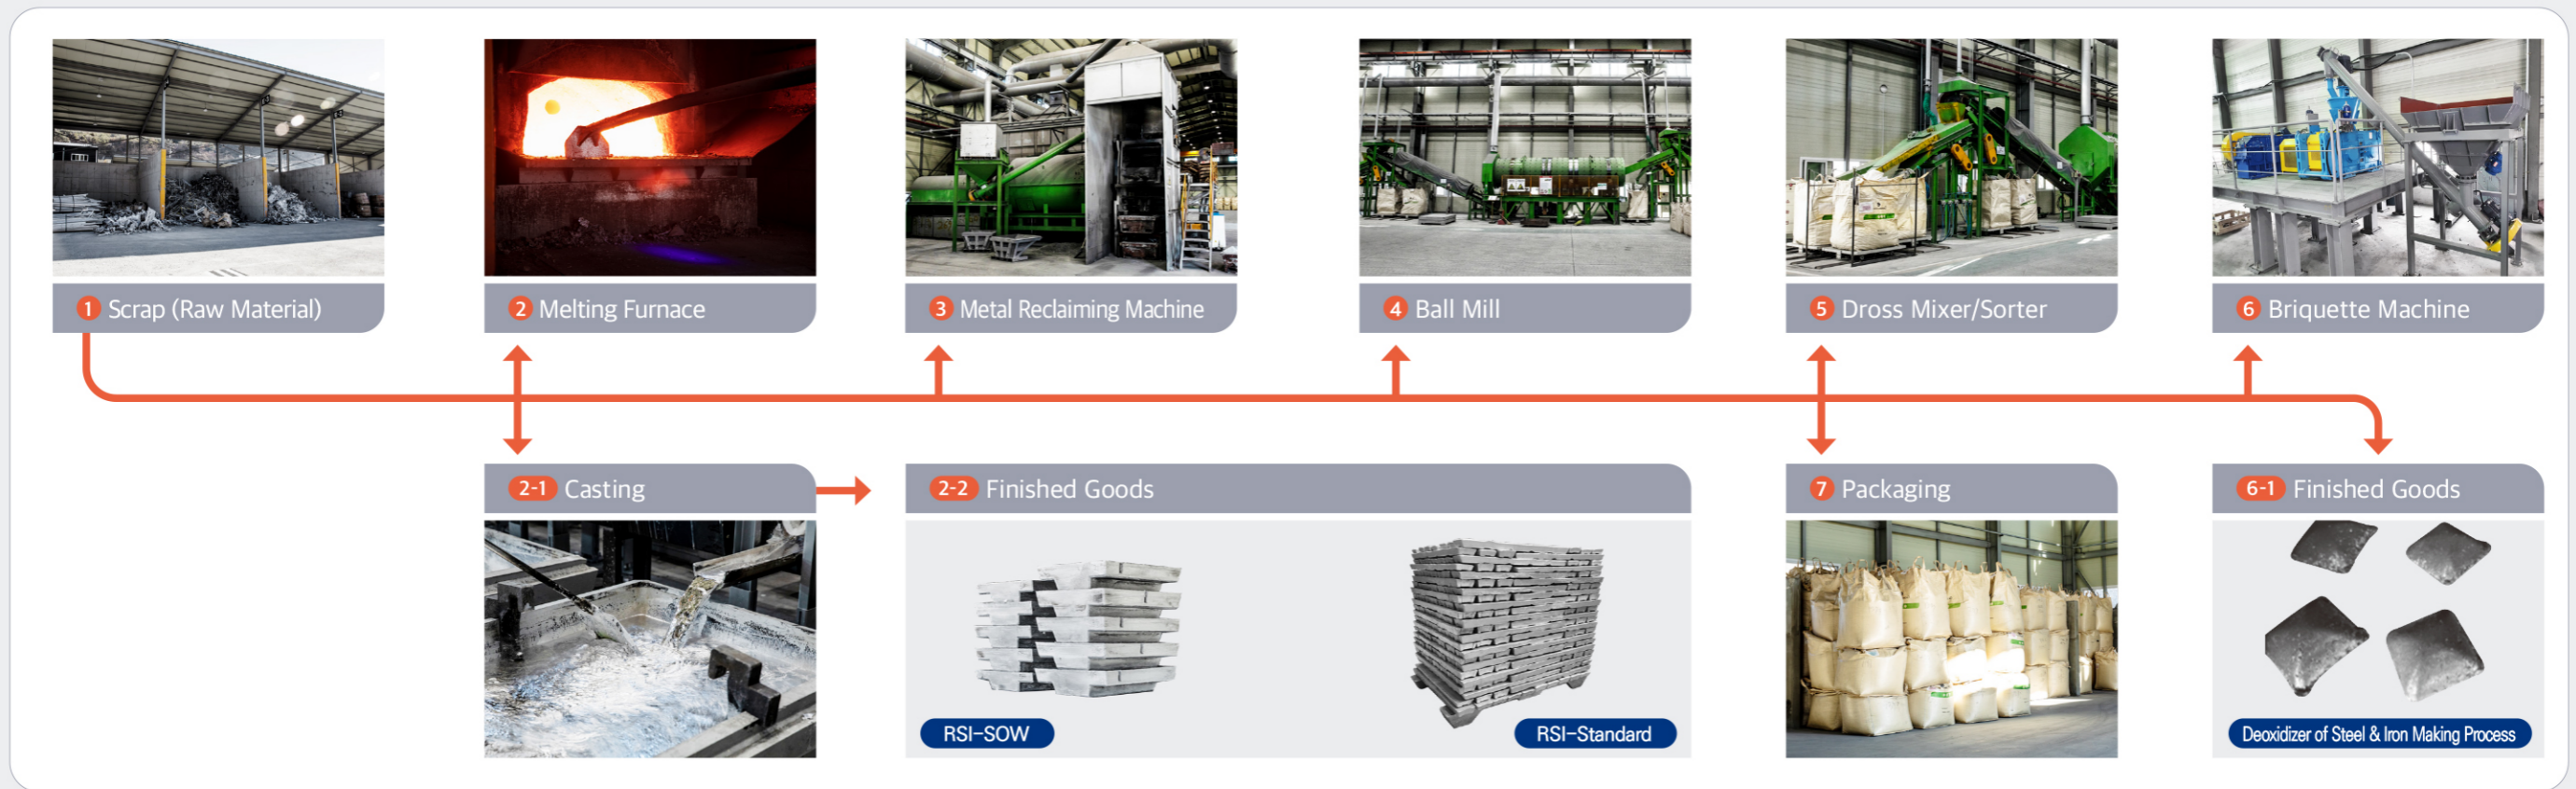 1 Scrap (Raw Material)
2 Melting Furnace
3 Metal Reclaiming Machine
4 Ball Mill
5 Dross Mixer/Sorter
6 Briquette Machine
2-1 Casting
2-2 Finished Goods
7 Packaging
6-1 Finished Goods
RSI-SOW
RSI-Standard
Deoxidizer of Steel & Iron Making Process